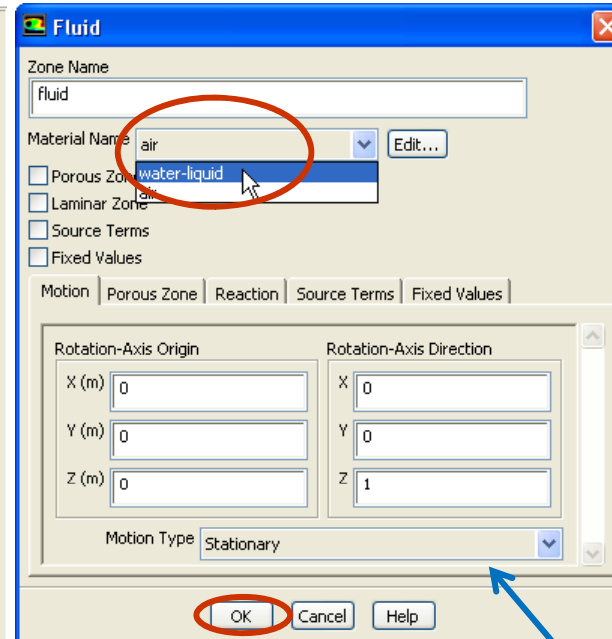 Fluid
Zone Name
fluid
Material Name air Edit...
water-liquid
air
Porous Zone
Laminar Zone
Source Terms
Fixed Values
Motion Porous Zone Reaction Source Terms Fixed Values
Rotation-Axis Origin Rotation-Axis Direction
X (m) 0 X 0
Y (m) 0 Y 0
Z (m) 0 Z 1
Motion Type Stationary
OK Cancel Help